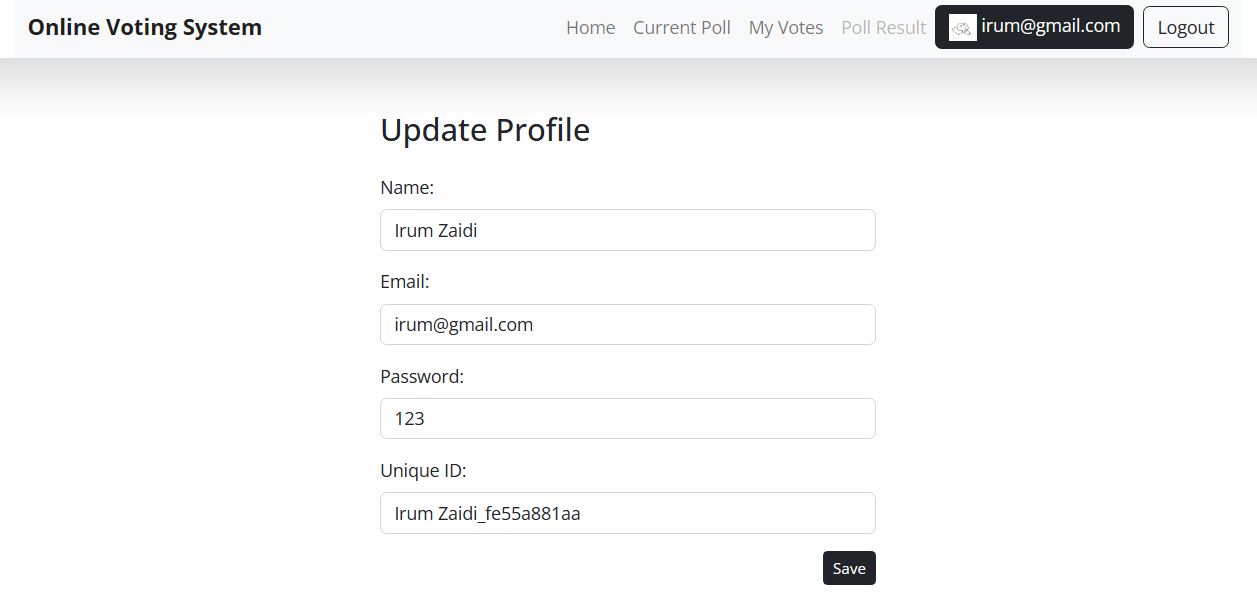 Online Voting System Home Current Poll My Votes Poll Result irum@gmail.com Logout
Update Profile
Name:
Irum Zaidi
Email:
irum@gmail.com
Password:
123
Unique ID:
Irum Zaidi_fe55a881aa
Save